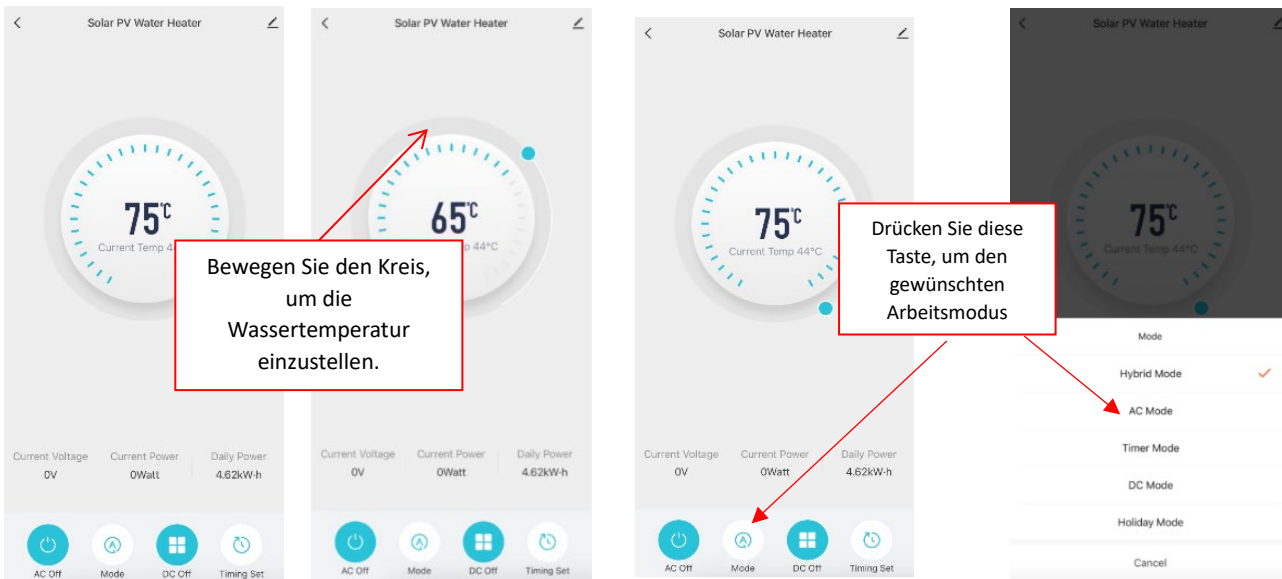 Solar PV Water Heater
75°C
Current Temp 4
Current Voltage
0V
Current Power
0Watt
Daily Power
4.62kW·h
AC Off
Mode
DC Off
Timing Set
Solar PV Water Heater
65°C
p 44°C
Current Voltage
0V
Current Power
0Watt
Daily Power
4.62kW·h
AC Off
Mode
DC Off
Timing Set
Bewegen Sie den Kreis,
um die
Wassertemperatur
einzustellen.
Solar PV Water Heater
75°C
Current Temp 44°C
Current Voltage
0V
Current Power
0Watt
Daily Power
4.62kW·h
AC Off
Mode
DC Off
Timing Set
Drücken Sie diese
Taste, um den
gewünschten
Arbeitsmodus
Solar PV Water Heater
75°C
Current Temp 44°C
Mode
Hybrid Mode
AC Mode
Timer Mode
DC Mode
Holiday Mode
Cancel